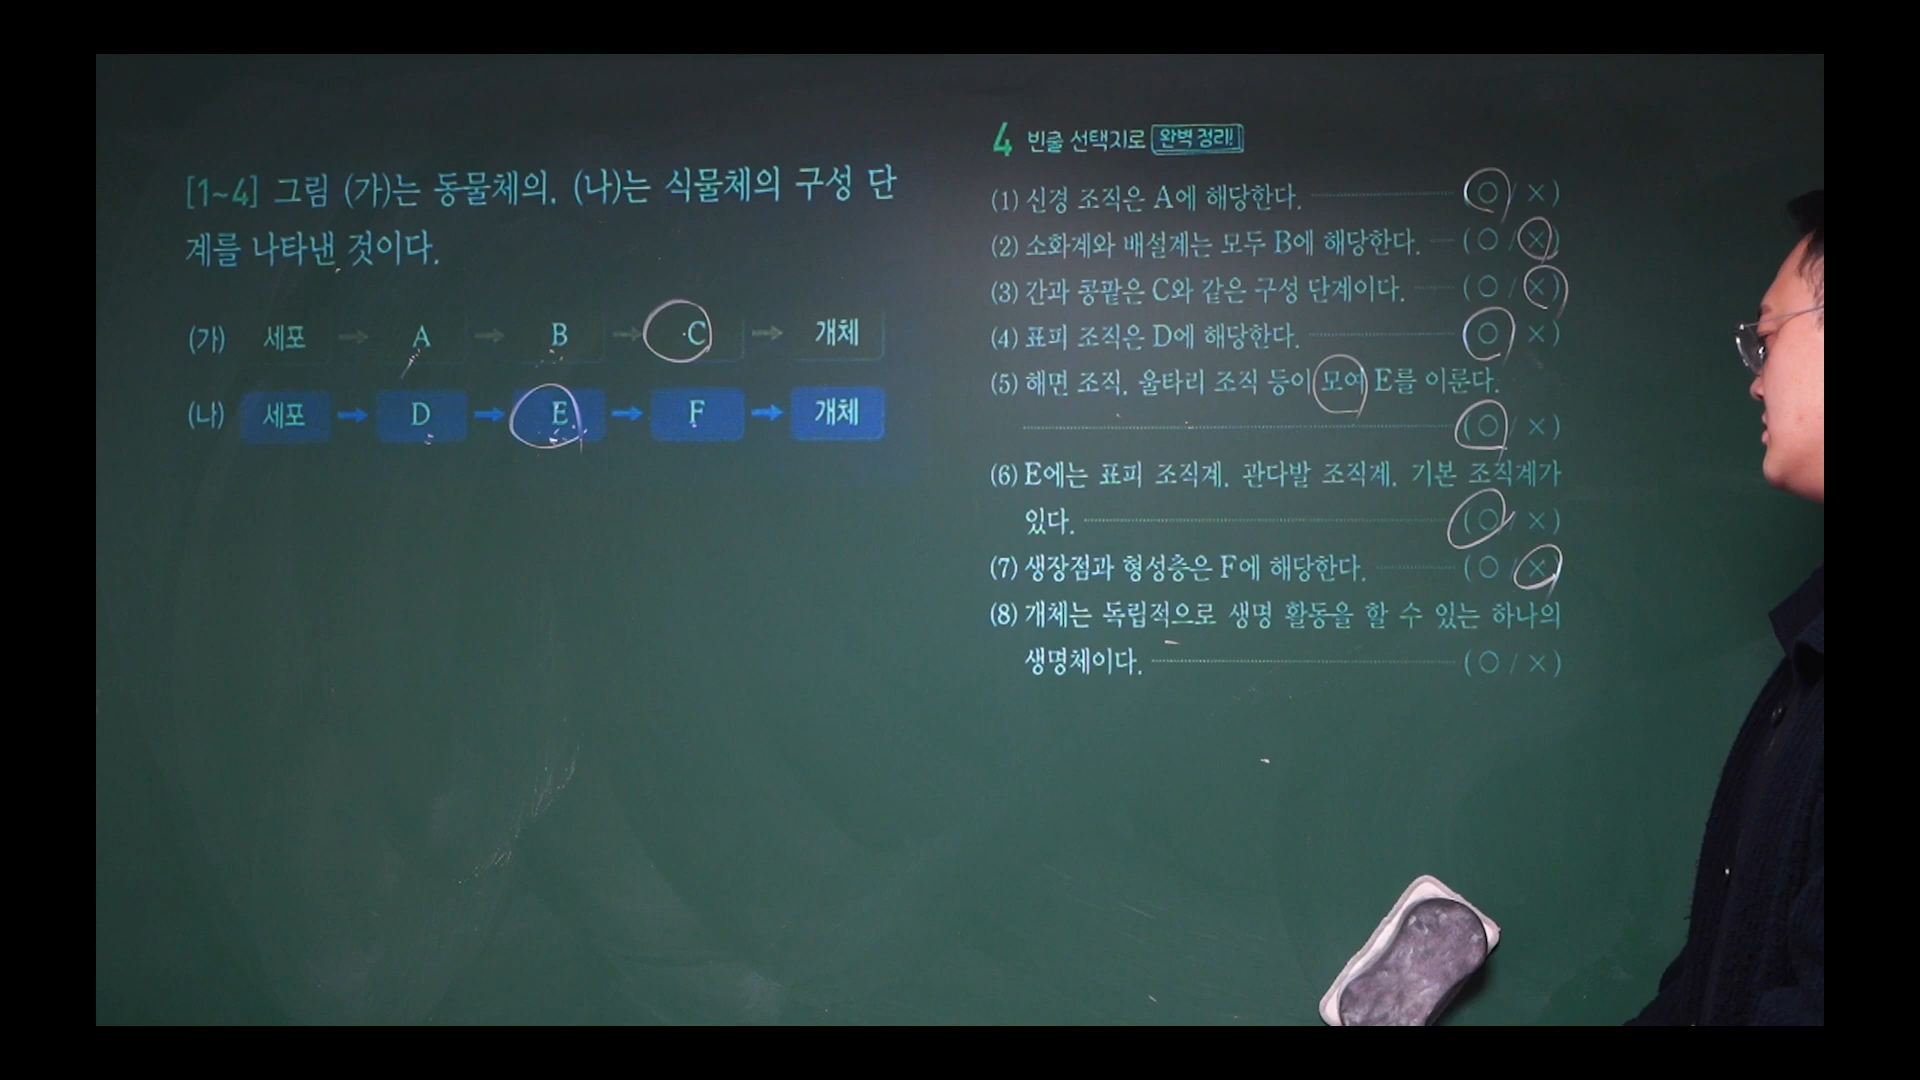 [1~4] 그림 (가)는 동물체의, (나)는 식물체의 구성 단
계를 나타낸 것이다.
(가) 세포 → A → B → C → 개체
(나) 세포 → D → E → F → 개체
4 빈출 선택지로 완벽 정리!
(1) 신경 조직은 A에 해당한다. (○ / ×)
(2) 소화계와 배설계는 모두 B에 해당한다. (○ / ×)
(3) 간과 콩팥은 C와 같은 구성 단계이다. (○ / ×)
(4) 표피 조직은 D에 해당한다. (○ / ×)
(5) 해면 조직, 울타리 조직 등이 모여 E를 이룬다.
(○ / ×)
(6) E에는 표피 조직계, 관다발 조직계, 기본 조직계가
있다. (○ / ×)
(7) 생장점과 형성층은 F에 해당한다. (○ / ×)
(8) 개체는 독립적으로 생명 활동을 할 수 있는 하나의
생명체이다. (○ / ×)